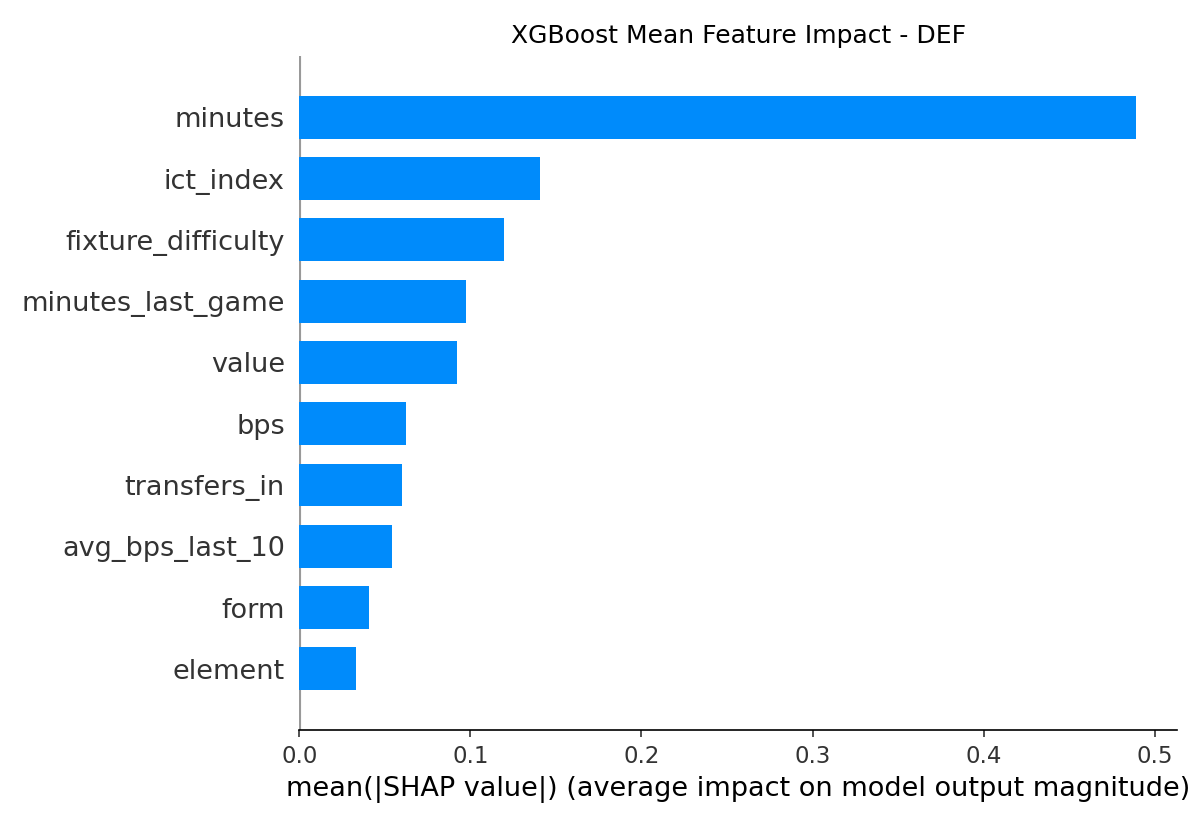 XGBoost Mean Feature Impact - DEF
minutes
ict_index
fixture_difficulty
minutes_last_game
value
bps
transfers_in
avg_bps_last_10
form
element
0.0 0.1 0.2 0.3 0.4 0.5
mean(|SHAP value|) (average impact on model output magnitude)